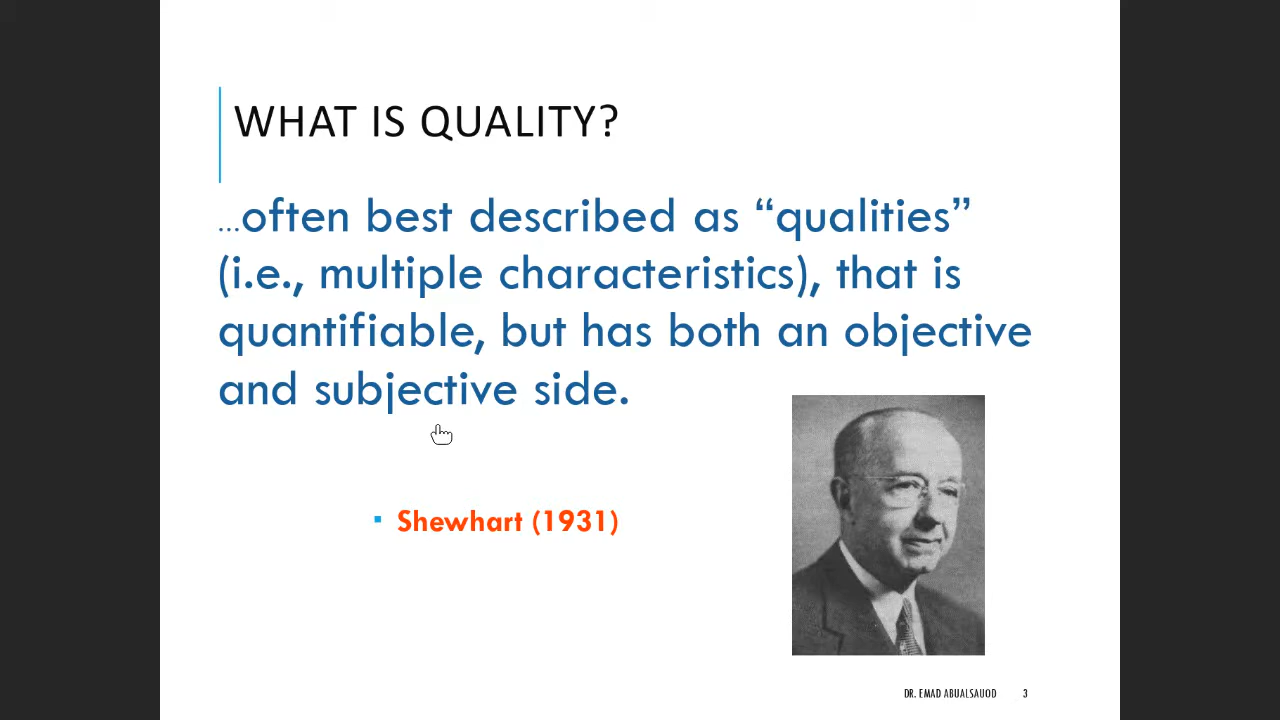 WHAT IS QUALITY?
...often best described as “qualities”
(i.e., multiple characteristics), that is
quantifiable, but has both an objective
and subjective side.
▪ Shewhart (1931)
DR. EMAD ABUALSAUOD 3